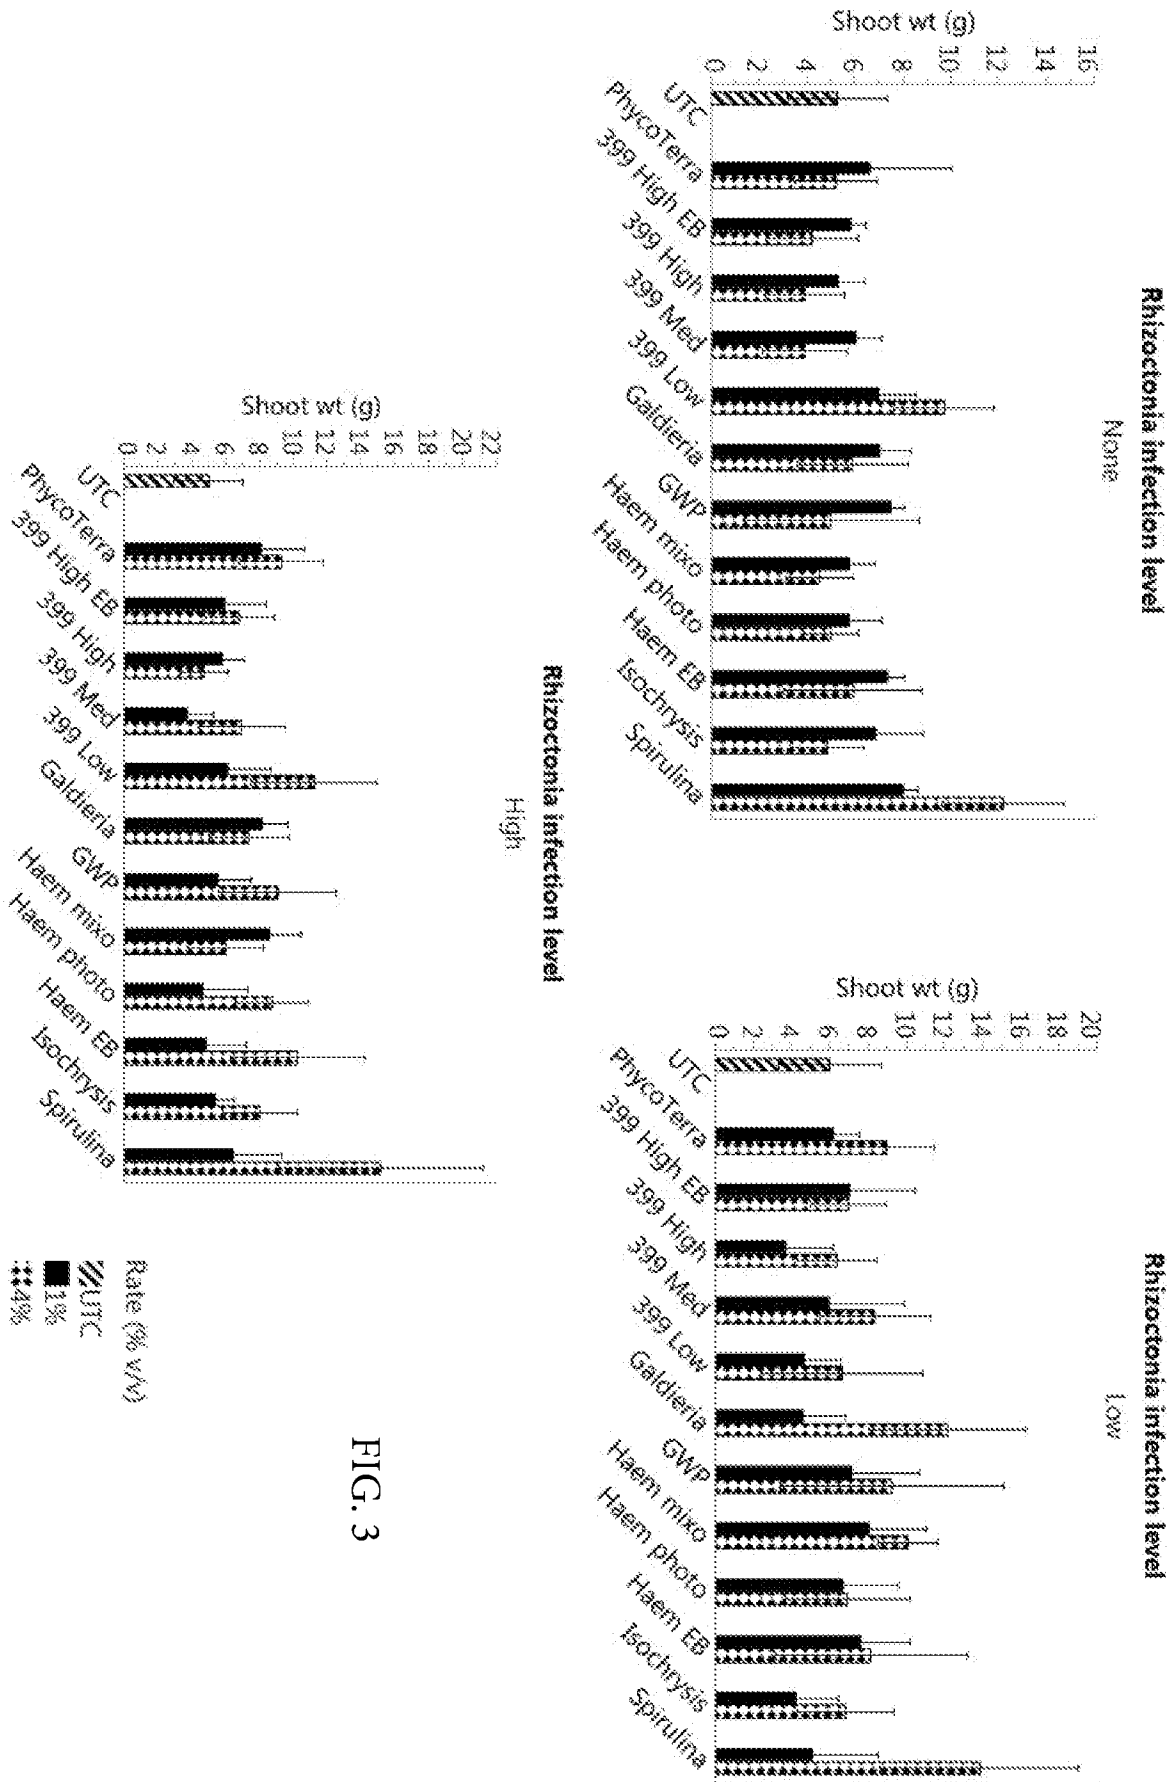 Rhizoctonia infection level
None
Shoot wt (g)
16
14
12
10
8
6
4
2
0
UTC
PhycoTerra
399 High EB
399 High
399 Med
399 Low
Galdieria
GWP
Haem mixo
Haem photo
Haem EB
Isochrysis
Spirulina
Rhizoctonia infection level
Low
Shoot wt (g)
20
18
16
14
12
10
8
6
4
2
0
UTC
PhycoTerra
399 High EB
399 High
399 Med
399 Low
Galdieria
GWP
Haem mixo
Haem photo
Haem EB
Isochrysis
Spirulina
Rhizoctonia infection level
High
Shoot wt (g)
22
20
18
16
14
12
10
8
6
4
2
0
UTC
PhycoTerra
399 High EB
399 High
399 Med
399 Low
Galdieria
GWP
Haem mixo
Haem photo
Haem EB
Isochrysis
Spirulina
Rate (% v/v)
UTC
1%
4%
FIG. 3